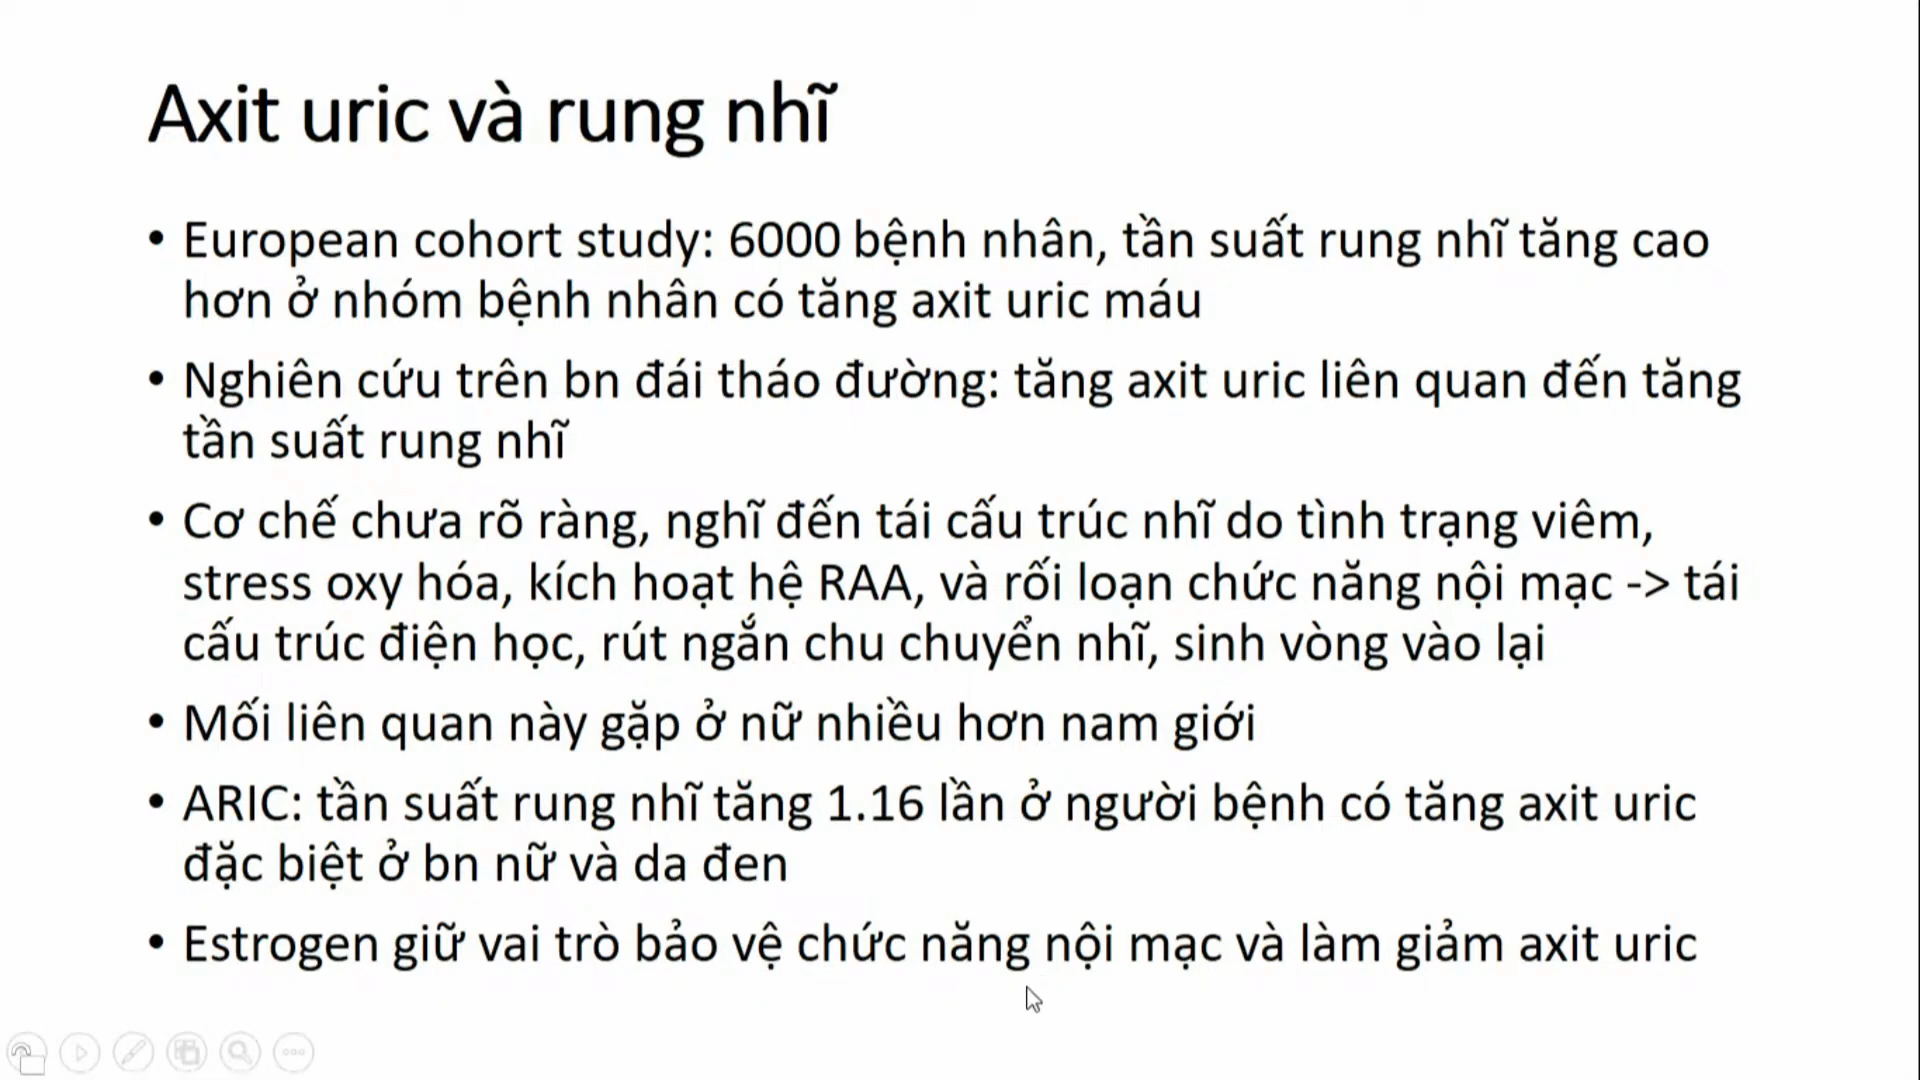 Axit uric và rung nhĩ
• European cohort study: 6000 bệnh nhân, tần suất rung nhĩ tăng cao
hơn ở nhóm bệnh nhân có tăng axit uric máu
• Nghiên cứu trên bn đái tháo đường: tăng axit uric liên quan đến tăng
tần suất rung nhĩ
• Cơ chế chưa rõ ràng, nghĩ đến tái cấu trúc nhĩ do tình trạng viêm,
stress oxy hóa, kích hoạt hệ RAA, và rối loạn chức năng nội mạc -> tái
cấu trúc điện học, rút ngắn chu chuyển nhĩ, sinh vòng vào lại
• Mối liên quan này gặp ở nữ nhiều hơn nam giới
• ARIC: tần suất rung nhĩ tăng 1.16 lần ở người bệnh có tăng axit uric
đặc biệt ở bn nữ và da đen
• Estrogen giữ vai trò bảo vệ chức năng nội mạc và làm giảm axit uric